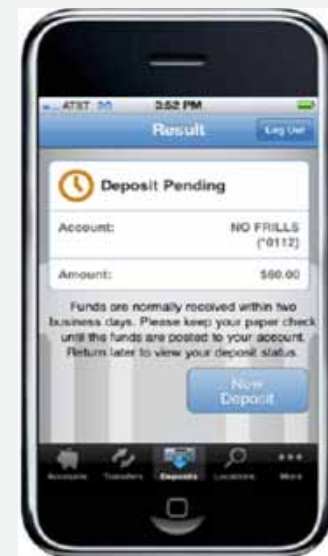 AT&T 3G 3:52 PM
Result Log Out
Deposit Pending
Account: NO FRILLS
(*0112)
Amount: $60.00
Funds are normally received within two
business days. Please keep your paper check
until the funds are posted to your account.
Return later to view your deposit status.
New
Deposit
Accounts Transfers Deposits Locations More